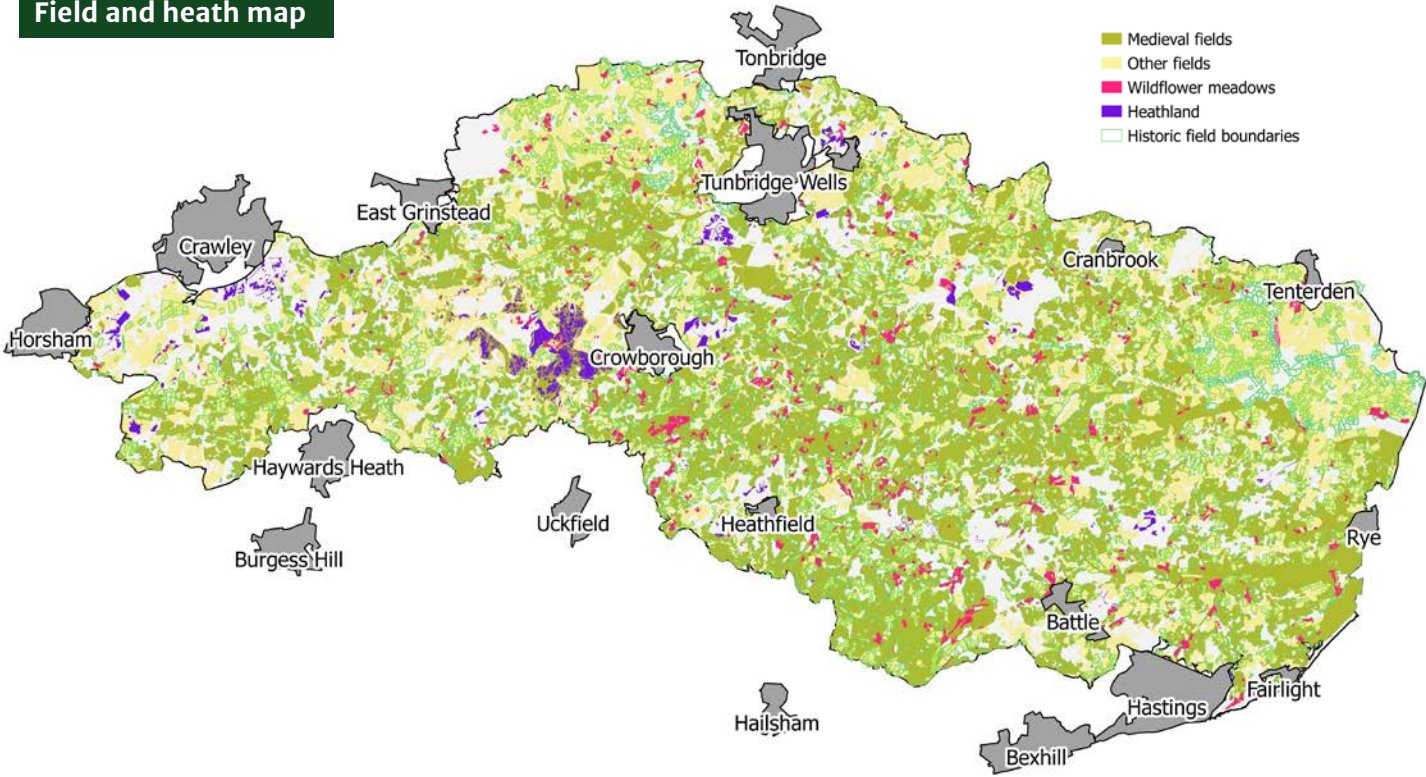 Field and heath map
Tonbridge
Medieval fields
Other fields
Wildflower meadows
Heathland
Historic field boundaries
Tunbridge Wells
East Grinstead
Crawley
Cranbrook
Tenterden
Horsham
Crowborough
Haywards Heath
Uckfield
Heathfield
Rye
Burgess Hill
Battle
Fairlight
Hastings
Hailsham
Bexhill